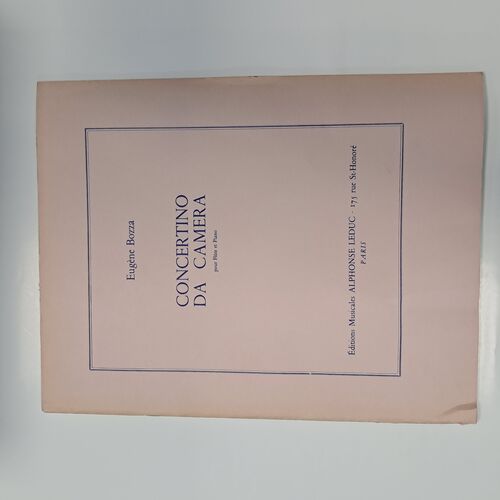 Eugène Bozza
CONCERTINO
DA CAMERA
pour Flûte et Piano
Éditions Musicales ALPHONSE LEDUC - 175 rue St-Honoré
PARIS